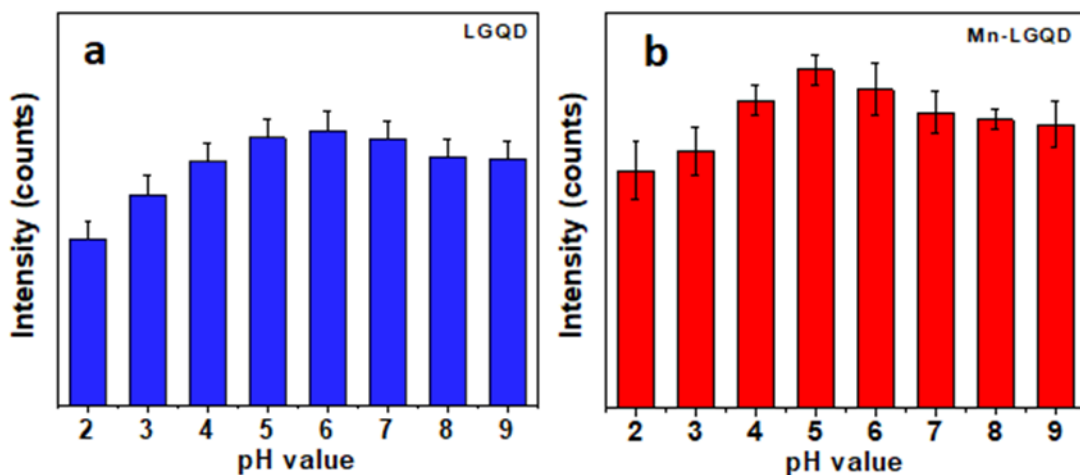 a
LGQD
Intensity (counts)
2 3 4 5 6 7 8 9
pH value
b
Mn-LGQD
Intensity (counts)
2 3 4 5 6 7 8 9
pH value